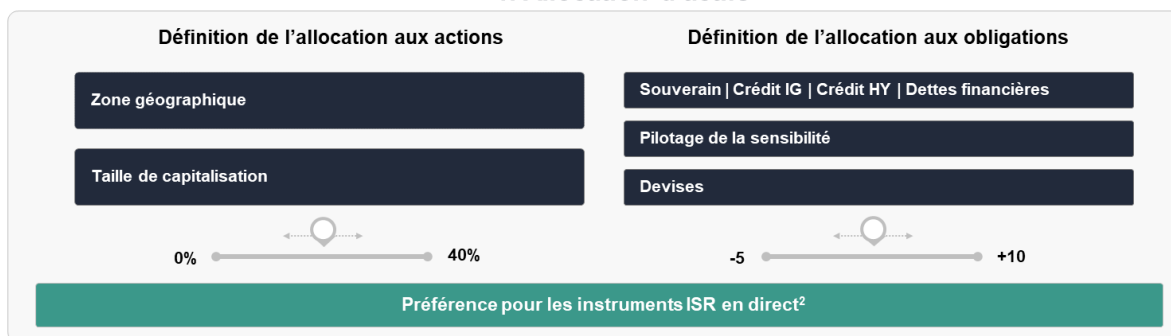 Définition de l’allocation aux actions
Zone géographique
Taille de capitalisation
0%
40%
Définition de l’allocation aux obligations
Souverain | Crédit IG | Crédit HY | Dettes financières
Pilotage de la sensibilité
Devises
-5
+10
Préférence pour les instruments ISR en direct²